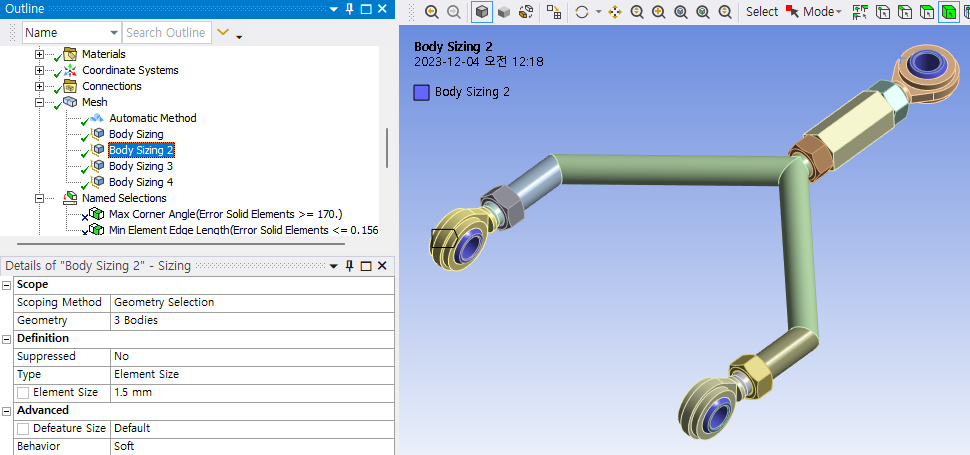 Outline
Name
Search Outline
Materials
Coordinate Systems
Connections
Mesh
Automatic Method
Body Sizing
Body Sizing 2
Body Sizing 3
Body Sizing 4
Named Selections
Max Corner Angle(Error Solid Elements >= 170.)
Min Element Edge Length(Error Solid Elements <= 0.156
Details of "Body Sizing 2" - Sizing
Scope
Scoping Method Geometry Selection
Geometry 3 Bodies
Definition
Suppressed No
Type Element Size
Element Size 1.5 mm
Advanced
Defeature Size Default
Behavior Soft
Select Mode
Body Sizing 2
2023-12-04 오전 12:18
Body Sizing 2